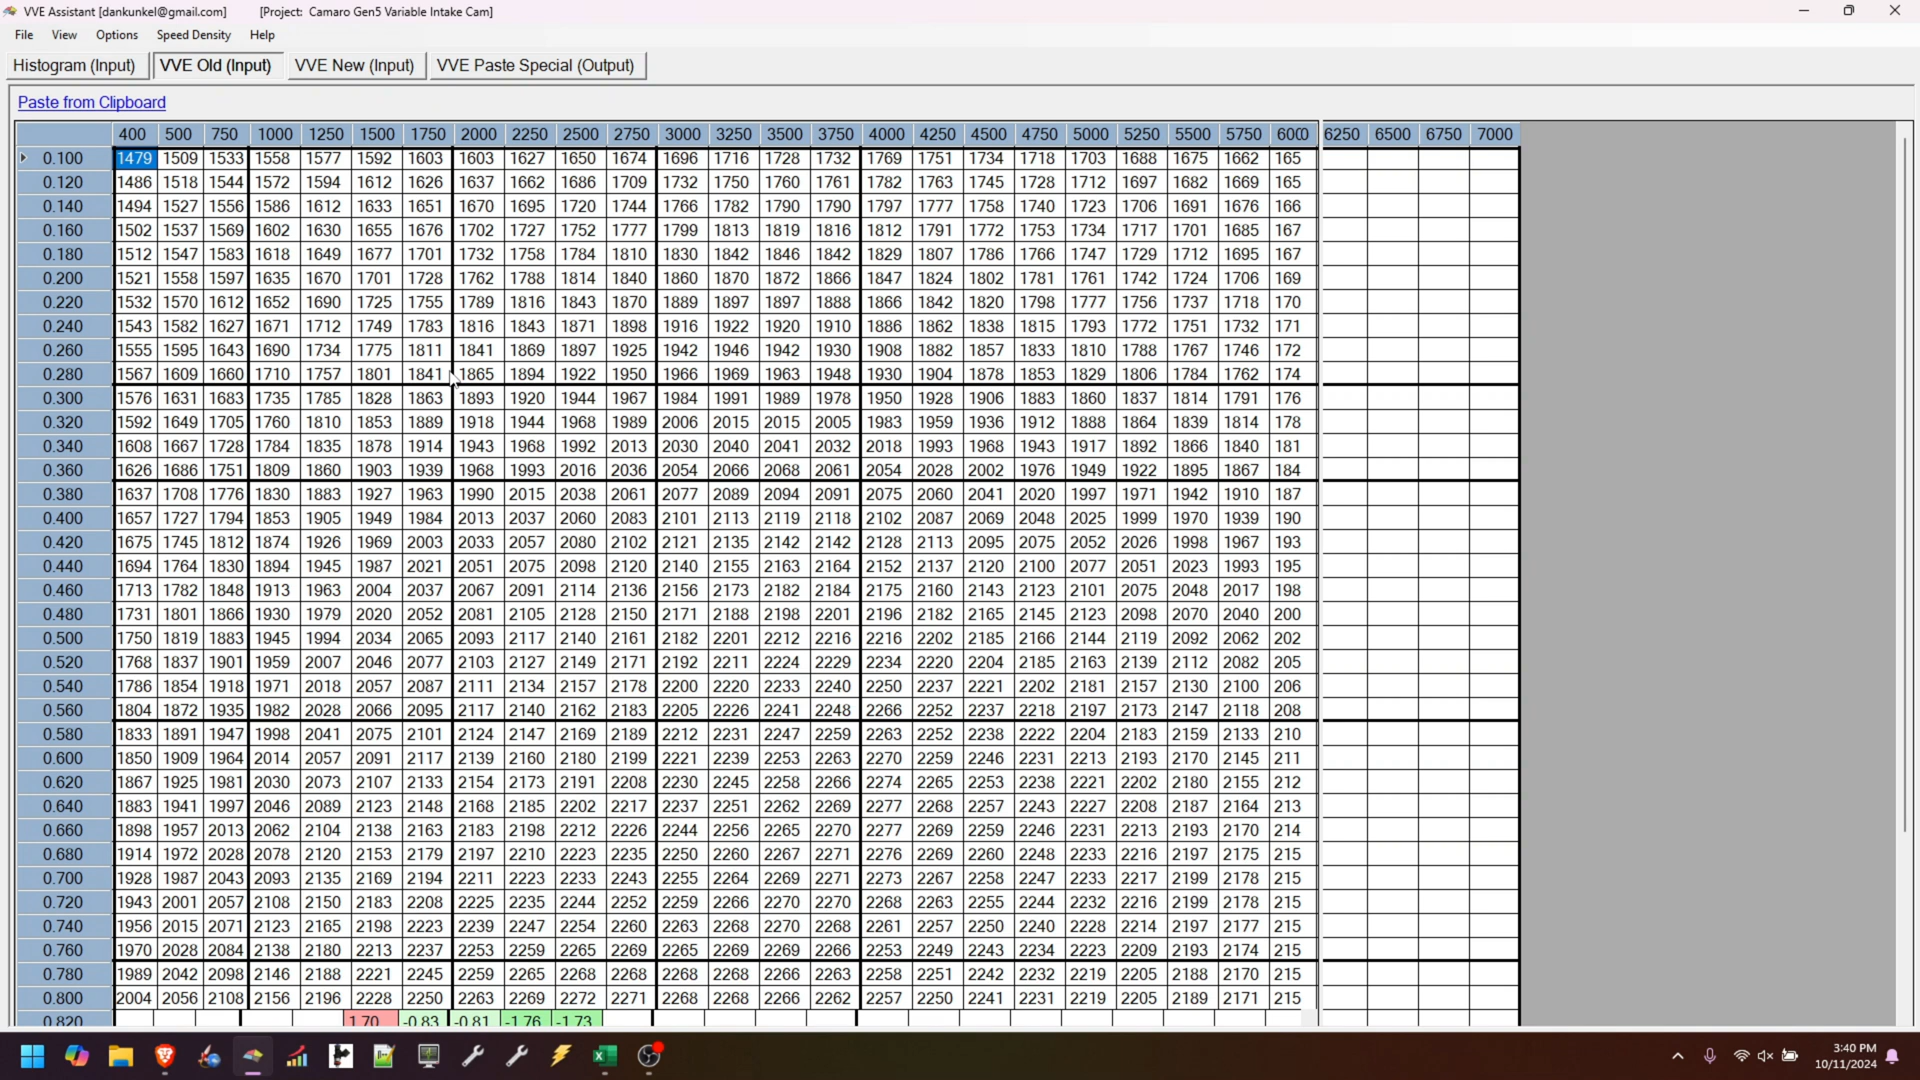 VVE Assistant [dankunkel@gmail.com] [Project: Camaro Gen5 Variable Intake Cam]
File View Options Speed Density Help
Histogram (Input) VVE Old (Input) VVE New (Input) VVE Paste Special (Output)
Paste from Clipboard
400 500 750 1000 1250 1500 1750 2000 2250 2500 2750 3000 3250 3500 3750 4000 4250 4500 4750 5000 5250 5500 5750 6000 6250 6500 6750 7000
0.100 1479 1509 1533 1558 1577 1592 1603 1603 1627 1650 1674 1696 1716 1728 1732 1769 1751 1734 1718 1703 1688 1675 1662 165
0.120 1486 1518 1544 1572 1594 1612 1626 1637 1662 1686 1709 1732 1750 1760 1761 1782 1763 1745 1728 1712 1697 1682 1669 165
0.140 1494 1527 1556 1586 1612 1633 1651 1670 1695 1720 1744 1766 1782 1790 1790 1797 1777 1758 1740 1723 1706 1691 1676 166
0.160 1502 1537 1569 1602 1630 1655 1676 1702 1727 1752 1777 1799 1813 1819 1816 1812 1791 1772 1753 1734 1717 1701 1685 167
0.180 1512 1547 1583 1618 1649 1677 1701 1732 1758 1784 1810 1830 1842 1846 1842 1829 1807 1786 1766 1747 1729 1712 1695 167
0.200 1521 1558 1597 1635 1670 1701 1728 1762 1788 1814 1840 1860 1870 1872 1866 1847 1824 1802 1781 1761 1742 1724 1706 169
0.220 1532 1570 1612 1652 1690 1725 1755 1789 1816 1843 1870 1889 1897 1897 1888 1866 1842 1820 1798 1777 1756 1737 1718 170
0.240 1543 1582 1627 1671 1712 1749 1783 1816 1843 1871 1898 1916 1922 1920 1910 1886 1862 1838 1815 1793 1772 1751 1732 171
0.260 1555 1595 1643 1690 1734 1775 1811 1841 1869 1897 1925 1942 1946 1942 1930 1908 1882 1857 1833 1810 1788 1767 1746 172
0.280 1567 1609 1660 1710 1757 1801 1841 1865 1894 1922 1950 1966 1969 1963 1948 1930 1904 1878 1853 1829 1806 1784 1762 174
0.300 1576 1631 1683 1735 1785 1828 1863 1893 1920 1944 1967 1984 1991 1989 1978 1950 1928 1906 1883 1860 1837 1814 1791 176
0.320 1592 1649 1705 1760 1810 1853 1889 1918 1944 1968 1989 2006 2015 2015 2005 1983 1959 1936 1912 1888 1864 1839 1814 178
0.340 1608 1667 1728 1784 1835 1878 1914 1943 1968 1992 2013 2030 2040 2041 2032 2018 1993 1968 1943 1917 1892 1866 1840 181
0.360 1626 1686 1751 1809 1860 1903 1939 1968 1993 2016 2036 2054 2066 2068 2061 2054 2028 2002 1976 1949 1922 1895 1867 184
0.380 1637 1708 1776 1830 1883 1927 1963 1990 2015 2038 2061 2077 2089 2094 2091 2075 2060 2041 2020 1997 1971 1942 1910 187
0.400 1657 1727 1794 1853 1905 1949 1984 2013 2037 2060 2083 2101 2113 2119 2118 2102 2087 2069 2048 2025 1999 1970 1939 190
0.420 1675 1745 1812 1874 1926 1969 2003 2033 2057 2080 2102 2121 2135 2142 2142 2128 2113 2095 2075 2052 2026 1998 1967 193
0.440 1694 1764 1830 1894 1945 1987 2021 2051 2075 2098 2120 2140 2155 2163 2164 2152 2137 2120 2100 2077 2051 2023 1993 195
0.460 1713 1782 1848 1913 1963 2004 2037 2067 2091 2114 2136 2156 2173 2182 2184 2175 2160 2143 2123 2101 2075 2048 2017 198
0.480 1731 1801 1866 1930 1979 2020 2052 2081 2105 2128 2150 2171 2188 2198 2201 2196 2182 2165 2145 2123 2098 2070 2040 200
0.500 1750 1819 1883 1945 1994 2034 2065 2093 2117 2140 2161 2182 2201 2212 2216 2216 2202 2185 2166 2144 2119 2092 2062 202
0.520 1768 1837 1901 1959 2007 2046 2077 2103 2127 2149 2171 2192 2211 2224 2229 2234 2220 2204 2185 2163 2139 2112 2082 205
0.540 1786 1854 1918 1971 2018 2057 2087 2111 2134 2157 2178 2200 2220 2233 2240 2250 2237 2221 2202 2181 2157 2130 2100 206
0.560 1804 1872 1935 1982 2028 2066 2095 2117 2140 2162 2183 2205 2226 2241 2248 2266 2252 2237 2218 2197 2173 2147 2118 208
0.580 1833 1891 1947 1998 2041 2075 2101 2124 2147 2169 2189 2212 2231 2247 2259 2263 2252 2238 2222 2204 2183 2159 2133 210
0.600 1850 1909 1964 2014 2057 2091 2117 2139 2160 2180 2199 2221 2239 2253 2263 2270 2259 2246 2231 2213 2193 2170 2145 211
0.620 1867 1925 1981 2030 2073 2107 2133 2154 2173 2191 2208 2230 2245 2258 2266 2274 2265 2253 2238 2221 2202 2180 2155 212
0.640 1883 1941 1997 2046 2089 2123 2148 2168 2185 2202 2217 2237 2251 2262 2269 2277 2268 2257 2243 2227 2208 2187 2164 213
0.660 1898 1957 2013 2062 2104 2138 2163 2183 2198 2212 2226 2244 2256 2265 2270 2277 2269 2259 2246 2231 2213 2193 2170 214
0.680 1914 1972 2028 2078 2120 2153 2179 2197 2210 2223 2235 2250 2260 2267 2271 2276 2269 2260 2248 2233 2216 2197 2175 215
0.700 1928 1987 2043 2093 2135 2169 2194 2211 2223 2233 2243 2255 2264 2269 2271 2273 2267 2258 2247 2233 2217 2199 2178 215
0.720 1943 2001 2057 2108 2150 2183 2208 2225 2235 2244 2252 2259 2266 2270 2270 2268 2263 2255 2244 2232 2216 2199 2178 215
0.740 1956 2015 2071 2123 2165 2198 2223 2239 2247 2254 2260 2263 2268 2270 2268 2261 2257 2250 2240 2228 2214 2197 2177 215
0.760 1970 2028 2084 2138 2180 2213 2237 2253 2259 2265 2269 2265 2269 2269 2266 2253 2249 2243 2234 2223 2209 2193 2174 215
0.780 1989 2042 2098 2146 2188 2221 2245 2259 2265 2268 2268 2268 2268 2266 2263 2258 2251 2242 2232 2219 2205 2188 2170 215
0.800 2004 2056 2108 2156 2196 2228 2250 2263 2269 2272 2271 2268 2268 2266 2262 2257 2250 2241 2231 2219 2205 2189 2171 215
0.820 1.70 -0.83 -0.81 -1.76 -1.73
3:40 PM
10/11/2024